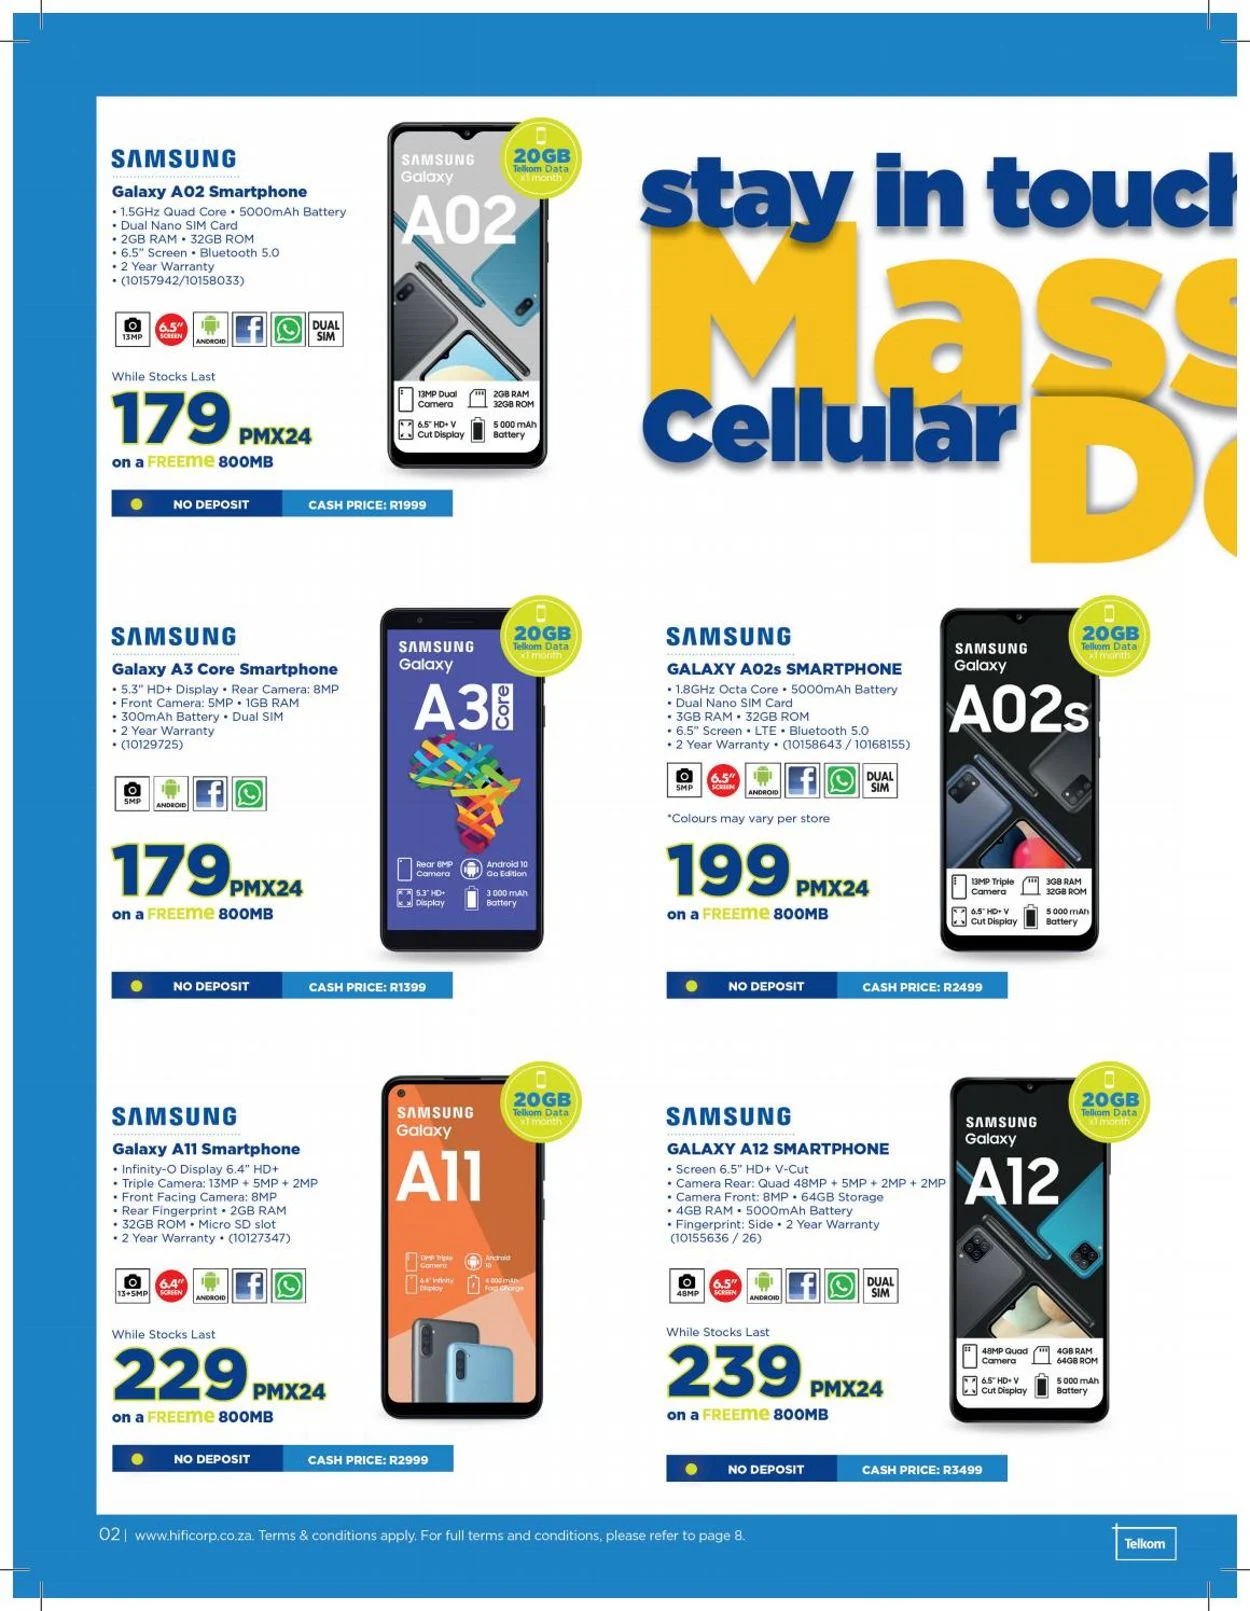 SAMSUNG
Galaxy A02 Smartphone
• 1.5GHz Quad Core • 5000mAh Battery
• Dual Nano SIM Card
• 2GB RAM • 32GB ROM
• 6.5" Screen • Bluetooth 5.0
• 2 Year Warranty
• (10157942/10158033)
13MP
6.5"
SCREEN
ANDROID
DUAL
SIM
While Stocks Last
179 PMX24
on a FREEme 800MB
NO DEPOSIT
CASH PRICE: R1999
SAMSUNG
Galaxy
A02
13MP Dual
Camera
2GB RAM
32GB ROM
6.5" HD+ V
Cut Display
5 000 mAh
Battery
20GB
Telkom Data
x1 month
stay in touch
Mass
Cellular
De
SAMSUNG
Galaxy A3 Core Smartphone
• 5.3" HD+ Display • Rear Camera: 8MP
• Front Camera: 5MP • 1GB RAM
• 300mAh Battery • Dual SIM
• 2 Year Warranty
• (10129725)
5MP
ANDROID
179 PMX24
on a FREEme 800MB
NO DEPOSIT
CASH PRICE: R1399
SAMSUNG
Galaxy
A3 Core
Rear 8MP
Camera
Android 10
Go Edition
5.3" HD+
Display
3 000 mAh
Battery
20GB
Telkom Data
x1 month
SAMSUNG
GALAXY A02s SMARTPHONE
• 1.8GHz Octa Core • 5000mAh Battery
• Dual Nano SIM Card
• 3GB RAM • 32GB ROM
• 6.5" Screen • LTE • Bluetooth 5.0
• 2 Year Warranty • (10158643 / 10168155)
5MP
6.5"
SCREEN
ANDROID
DUAL
SIM
*Colours may vary per store
199 PMX24
on a FREEme 800MB
NO DEPOSIT
CASH PRICE: R2499
SAMSUNG
Galaxy
A02s
13MP Triple
Camera
3GB RAM
32GB ROM
6.5" HD+ V
Cut Display
5 000 mAh
Battery
20GB
Telkom Data
x1 month
SAMSUNG
Galaxy A11 Smartphone
• Infinity-O Display 6.4" HD+
• Triple Camera: 13MP + 5MP + 2MP
• Front Facing Camera: 8MP
• Rear Fingerprint • 2GB RAM
• 32GB ROM • Micro SD slot
• 2 Year Warranty • (10127347)
13+5MP
6.4"
SCREEN
ANDROID
While Stocks Last
229 PMX24
on a FREEme 800MB
NO DEPOSIT
CASH PRICE: R2999
SAMSUNG
Galaxy
A11
13MP Triple
Camera
Android
10
6.4" Infinity
Display
4 000 mAh
Fast Charge
20GB
Telkom Data
x1 month
SAMSUNG
GALAXY A12 SMARTPHONE
• Screen 6.5" HD+ V-Cut
• Camera Rear: Quad 48MP + 5MP + 2MP + 2MP
• Camera Front: 8MP • 64GB Storage
• 4GB RAM • 5000mAh Battery
• Fingerprint: Side • 2 Year Warranty
(10155636 / 26)
48MP
6.5"
SCREEN
ANDROID
DUAL
SIM
While Stocks Last
239 PMX24
on a FREEme 800MB
NO DEPOSIT
CASH PRICE: R3499
SAMSUNG
Galaxy
A12
48MP Quad
Camera
4GB RAM
64GB ROM
6.5" HD+ V
Cut Display
5 000 mAh
Battery
20GB
Telkom Data
x1 month
02 | www.hificorp.co.za. Terms & conditions apply. For full terms and conditions, please refer to page 8.
Telkom